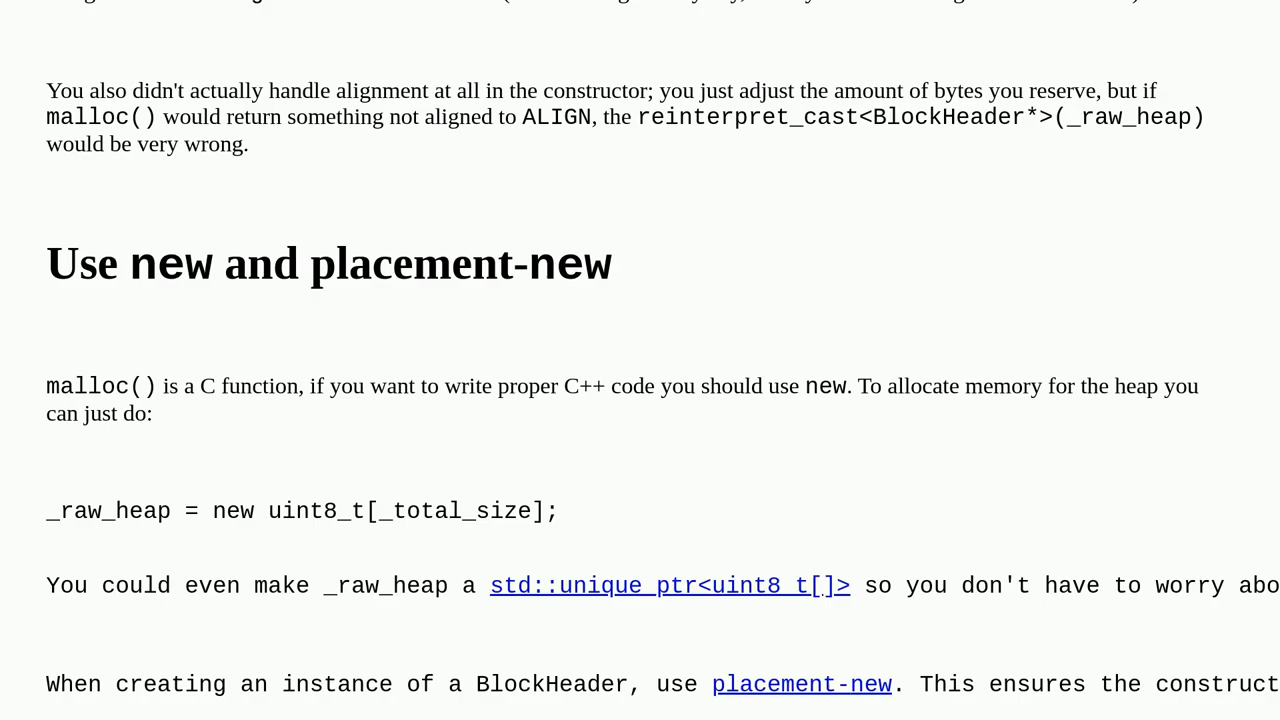 You also didn't actually handle alignment at all in the constructor; you just adjust the amount of bytes you reserve, but if
malloc() would return something not aligned to ALIGN, the reinterpret_cast<BlockHeader*>(_raw_heap)
would be very wrong.
Use new and placement-new
malloc() is a C function, if you want to write proper C++ code you should use new. To allocate memory for the heap you
can just do:
_raw_heap = new uint8_t[_total_size];
You could even make _raw_heap a std::unique_ptr<uint8_t[]> so you don't have to worry abo
When creating an instance of a BlockHeader, use placement-new. This ensures the construct